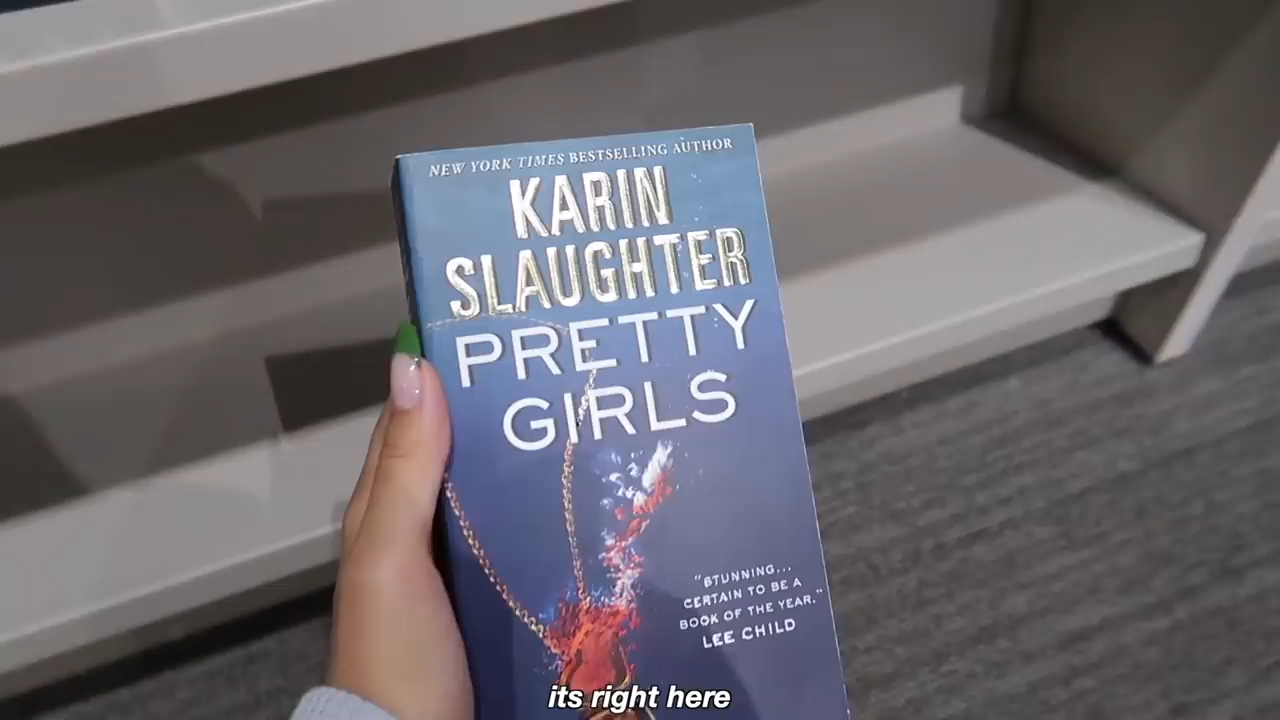 NEW YORK TIMES BESTSELLING AUTHOR
KARIN
SLAUGHTER
PRETTY
GIRLS
"STUNNING...
CERTAIN TO BE A
BOOK OF THE YEAR."
LEE CHILD
its right here